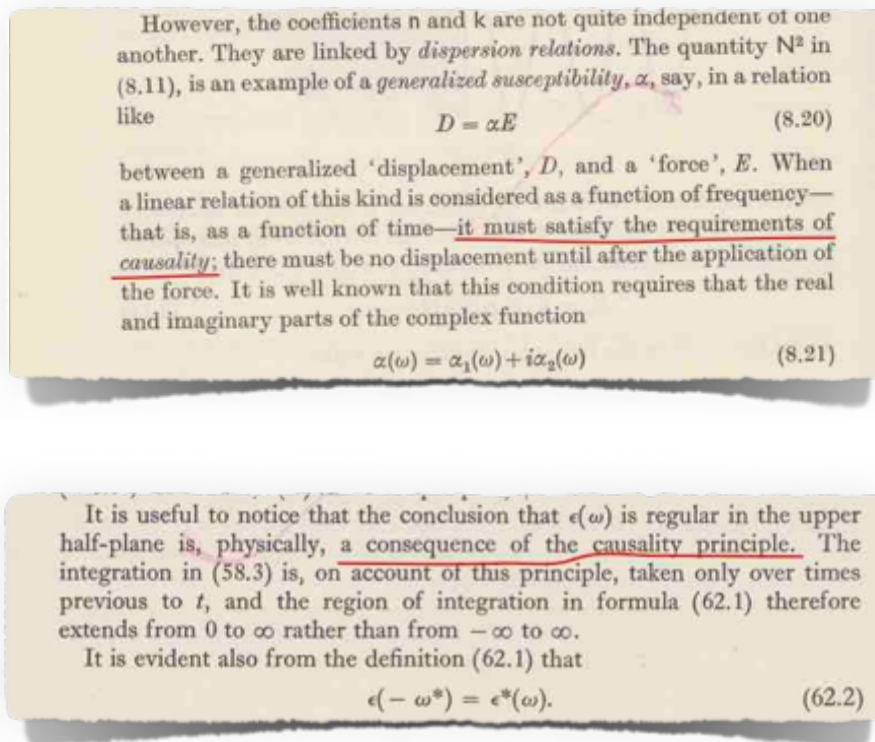 However, the coefficients n and k are not quite independent of one
another. They are linked by dispersion relations. The quantity N² in
(8.11), is an example of a generalized susceptibility, α, say, in a relation
like
D = αE (8.20)
between a generalized ‘displacement’, D, and a ‘force’, E. When
a linear relation of this kind is considered as a function of frequency—
that is, as a function of time—it must satisfy the requirements of
causality; there must be no displacement until after the application of
the force. It is well known that this condition requires that the real
and imaginary parts of the complex function
α(ω) = α₁(ω)+iα₂(ω) (8.21)
It is useful to notice that the conclusion that ϵ(ω) is regular in the upper
half-plane is, physically, a consequence of the causality principle. The
integration in (58.3) is, on account of this principle, taken only over times
previous to t, and the region of integration in formula (62.1) therefore
extends from 0 to ∞ rather than from − ∞ to ∞.
It is evident also from the definition (62.1) that
ϵ(− ω*) = ϵ*(ω). (62.2)